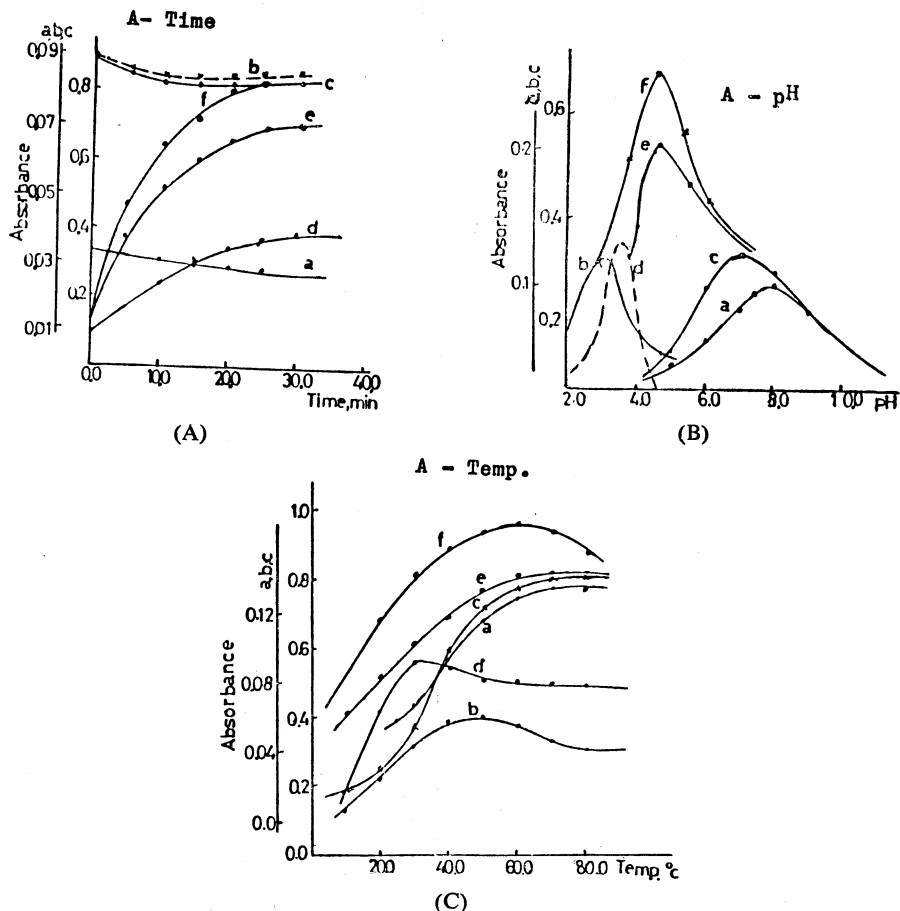 A- Time
a,b,c
0,09
0,8
0,07
0,6
0,05
0,4
0,03
0,2
0,01
Absorbance
b
c
f
e
d
a
0,0
10,0
20,0
30,0
40,0
Time,min
(A)
A - pH
a,b,c
0,6
0,2
0,4
0,1
0,2
Absorbance
f
e
b
d
c
a
2.0
4.0
6.0
8.0
10,0
pH
(B)
A - Temp.
a,b,c
1.0
0.8
0.12
0.6
0.08
0.4
0.04
0.2
0.0
0.0
Absorbance
f
e
c
a
d
b
20,0
40,0
60,0
80,0
Temp,°c
(C)